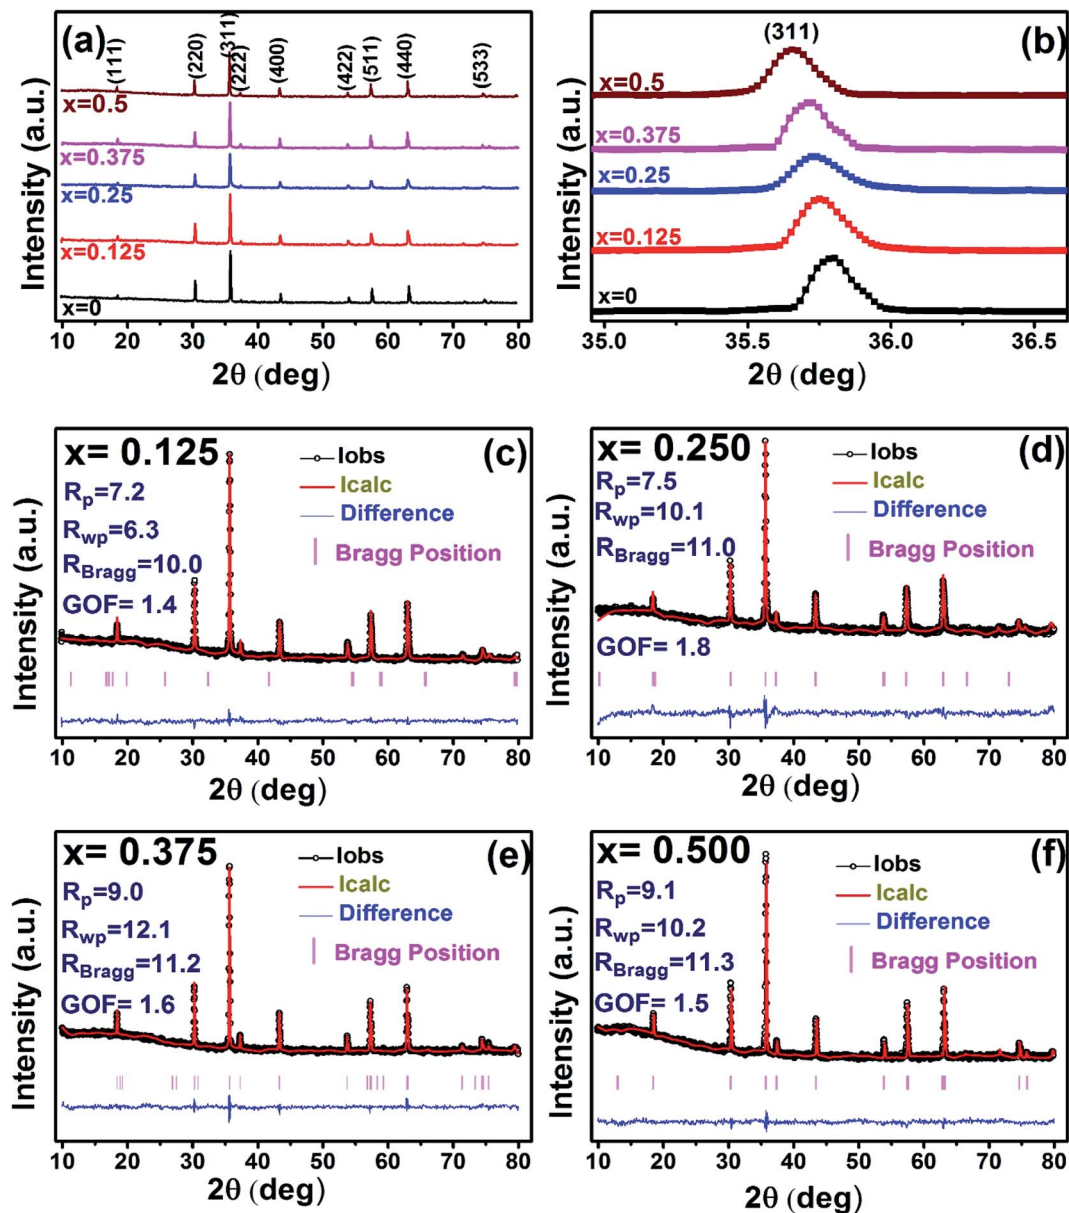 (a)
(111)
(220)
(311)
(222)
(400)
(422)
(511)
(440)
(533)
x=0.5
x=0.375
x=0.25
x=0.125
x=0
Intensity (a.u.)
10 20 30 40 50 60 70 80
2θ (deg)
(b)
(311)
x=0.5
x=0.375
x=0.25
x=0.125
x=0
Intensity (a.u.)
35.0 35.5 36.0 36.5
2θ (deg)
x= 0.125
(c)
Rp=7.2
Rwp=6.3
RBragg=10.0
GOF= 1.4
Iobs
Icalc
Difference
Bragg Position
Intensity (a.u.)
10 20 30 40 50 60 70 80
2θ (deg)
x= 0.250
(d)
Rp=7.5
Rwp=10.1
RBragg=11.0
GOF= 1.8
Iobs
Icalc
Difference
Bragg Position
Intensity (a.u.)
10 20 30 40 50 60 70 80
2θ (deg)
x= 0.375
(e)
Rp=9.0
Rwp=12.1
RBragg=11.2
GOF= 1.6
Iobs
Icalc
Difference
Bragg Position
Intensity (a.u.)
10 20 30 40 50 60 70 80
2θ (deg)
x= 0.500
(f)
Rp=9.1
Rwp=10.2
RBragg=11.3
GOF= 1.5
Iobs
Icalc
Difference
Bragg Position
Intensity (a.u.)
10 20 30 40 50 60 70 80
2θ (deg)